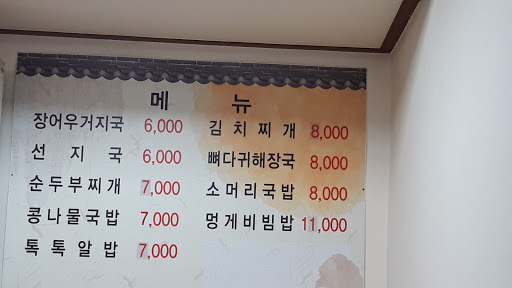 메뉴
장어우거지국 6,000
선지국 6,000
순두부찌개 7,000
콩나물국밥 7,000
톡톡알밥 7,000
김치찌개 8,000
뼈다귀해장국 8,000
소머리국밥 8,000
멍게비빔밥 11,000